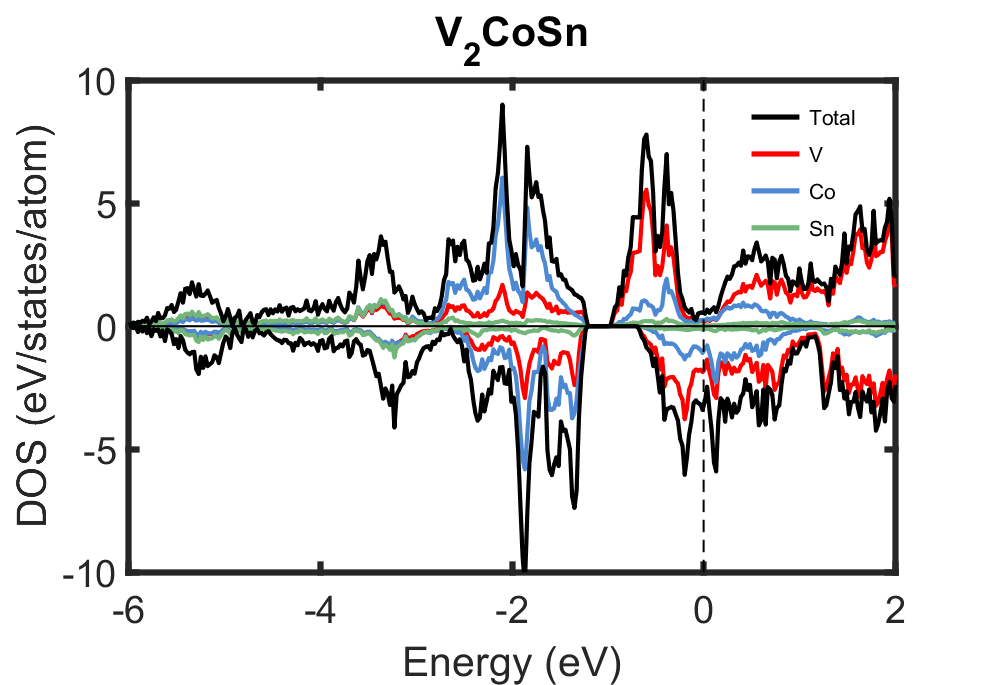 V₂CoSn
10
5
0
-5
-10
DOS (eV/states/atom)
Total
V
Co
Sn
-6 -4 -2 0 2
Energy (eV)